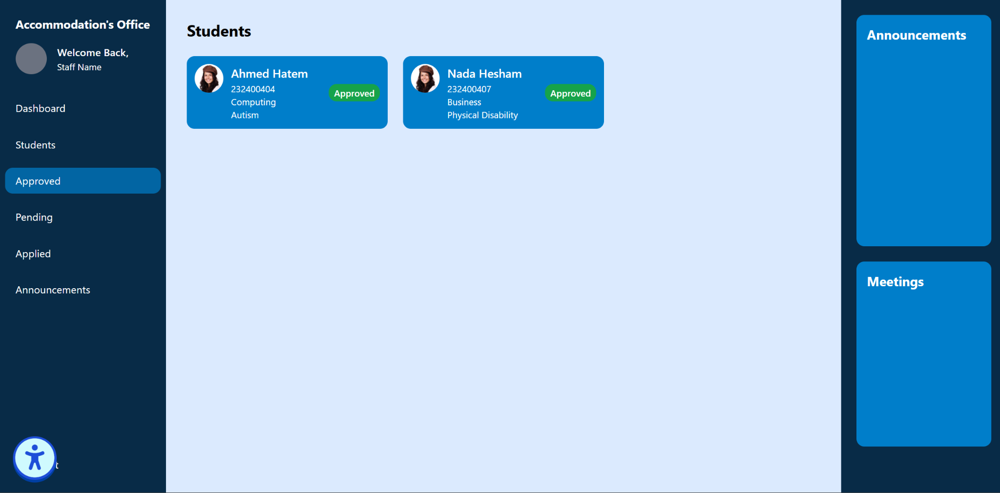 Accommodation's Office
Welcome Back,
Staff Name
Dashboard
Students
Approved
Pending
Applied
Announcements
Students
Ahmed Hatem
232400404
Computing
Autism
Approved
Nada Hesham
232400407
Business
Physical Disability
Approved
Announcements
Meetings